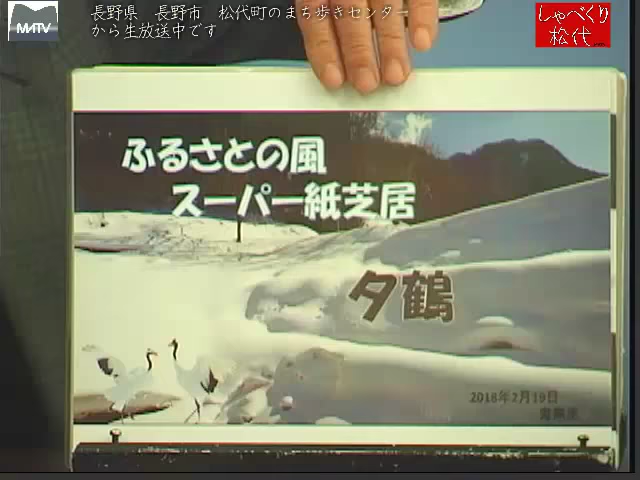 MATV
長野県 長野市 松代町のまち歩きセンター
から生放送中です
しゃべくり
松代
ふるさとの風
スーパー紙芝居
夕鶴
2018年2月19日